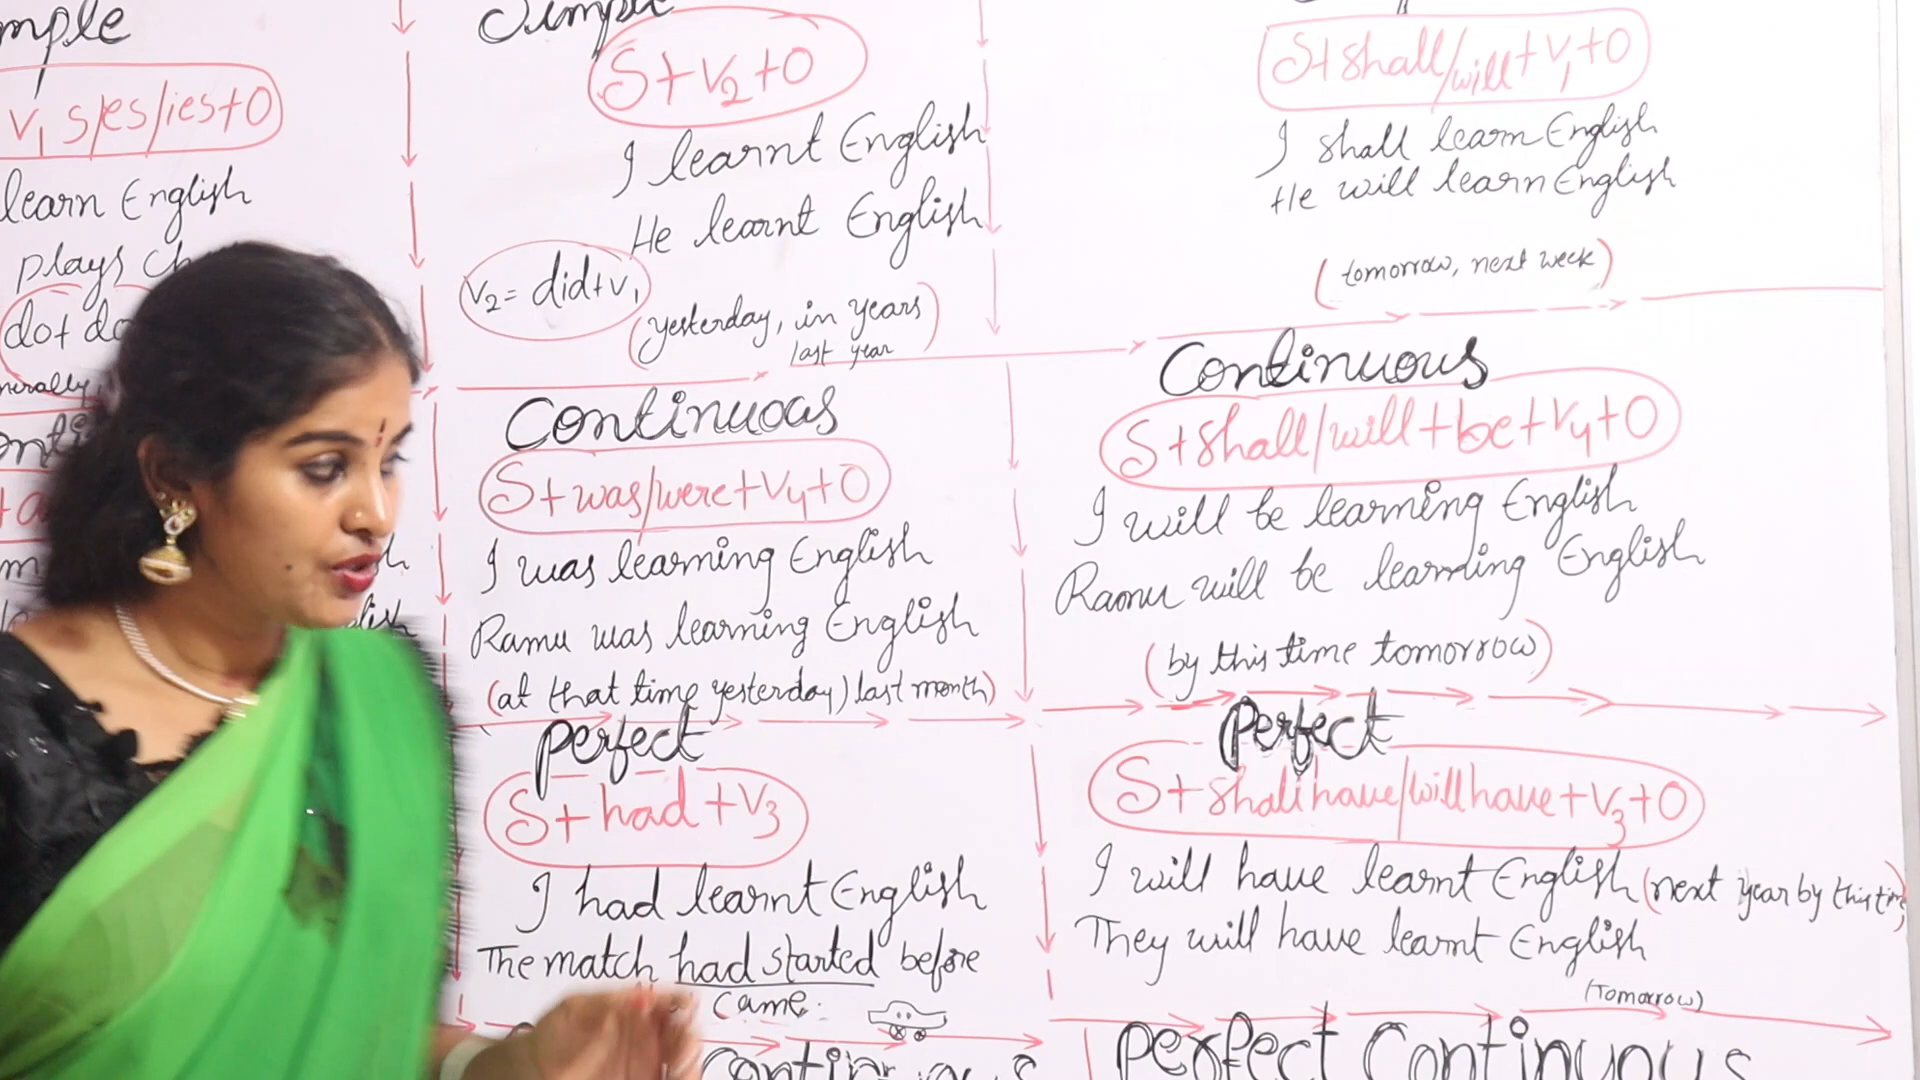 mple
V1 s/es/ies+O
learn English
plays
do+
nerally,
Simple
S+V2+O
I learnt English
He learnt English
V2= did+V1
(yesterday, in years)
last year
Continuous
S+was/were+V4+O
I was learning English
Ramu was learning English
(at that time yesterday) last month)
perfect
S+had+V3
I had learnt English
The match had started before
came.
Continuous
S+shall/will+V1+O
I shall learn English
He will learn English
(tomorrow, next week)
Continuous
S+shall/will+be+V4+O
I will be learning English
Ramu will be learning English
(by this time tomorrow)
perfect
S+shall have/will have+V3+O
I will have learnt English (next year by this time)
They will have learnt English
(Tomorrow)
perfect Continuous